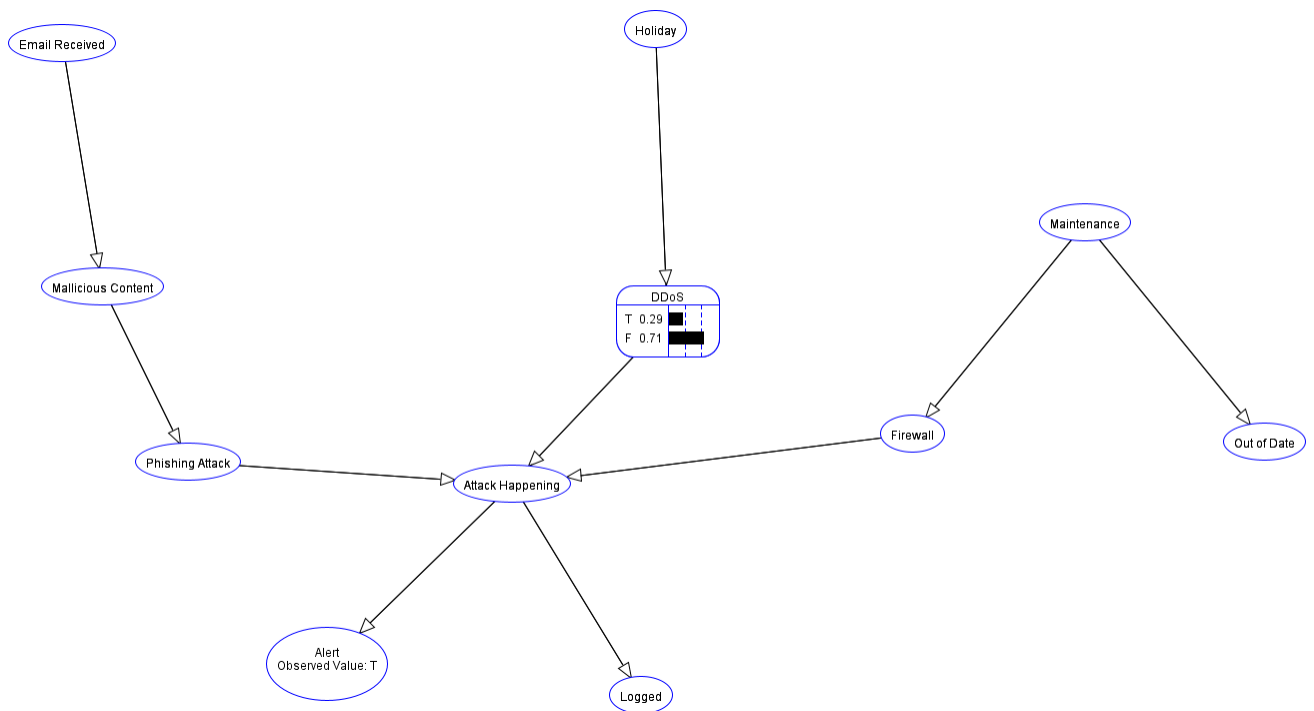 Email Received
Holiday
Maintenance
Mallicious Content
DDoS
T 0.29
F 0.71
Firewall
Out of Date
Phishing Attack
Attack Happening
Alert
Observed Value: T
Logged